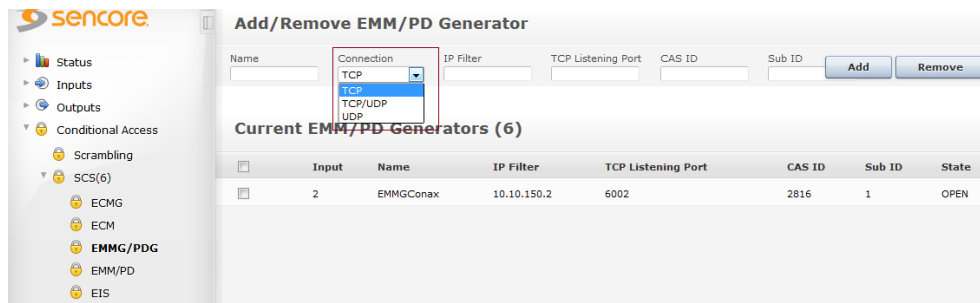 sencore
Status
Inputs
Outputs
Conditional Access
Scrambling
SCS(6)
ECMG
ECM
EMMG/PDG
EMM/PD
EIS
Add/Remove EMM/PD Generator
Name Connection IP Filter TCP Listening Port CAS ID Sub ID
TCP
TCP
TCP/UDP
UDP
Add Remove
Current EMM/PD Generators (6)
Input Name IP Filter TCP Listening Port CAS ID Sub ID State
2 EMMGConax 10.10.150.2 6002 2816 1 OPEN